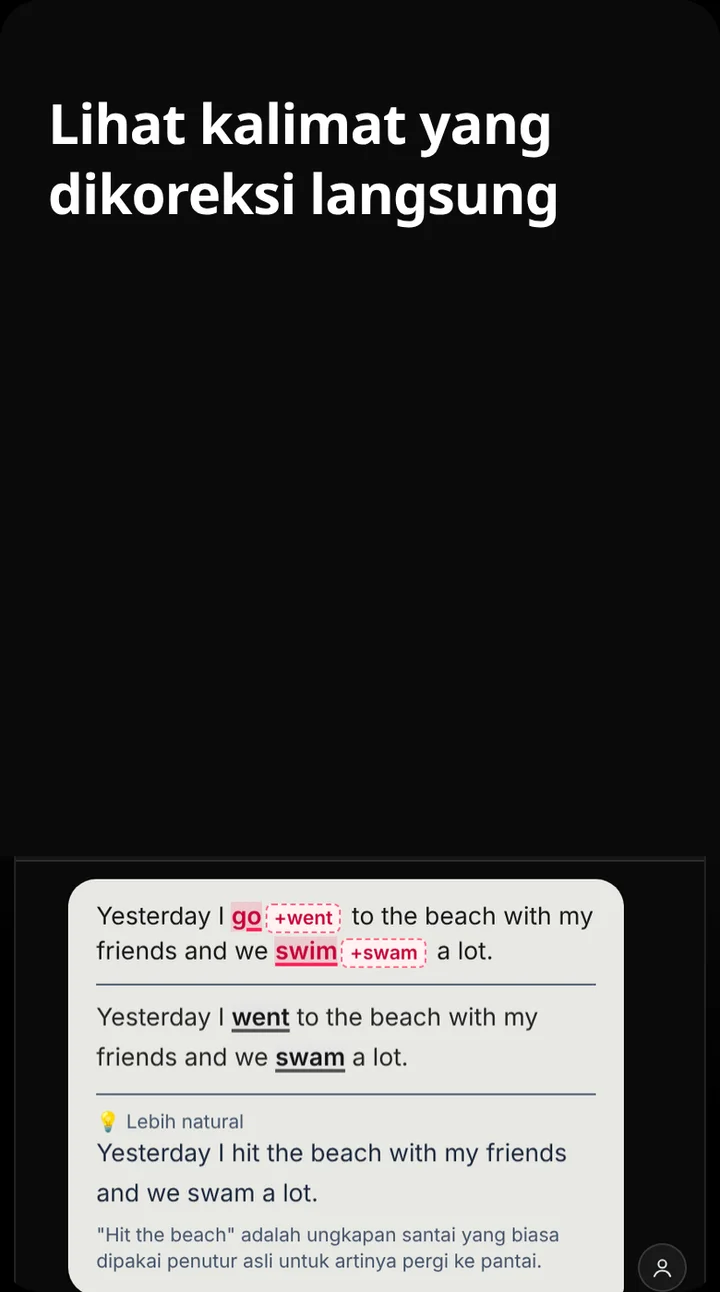 Lihat kalimat yang
dikoreksi langsung
Yesterday I go +went to the beach with my
friends and we swim +swam a lot.
Yesterday I went to the beach with my
friends and we swam a lot.
💡 Lebih natural
Yesterday I hit the beach with my friends
and we swam a lot.
"Hit the beach" adalah ungkapan santai yang biasa
dipakai penutur asli untuk artinya pergi ke pantai.